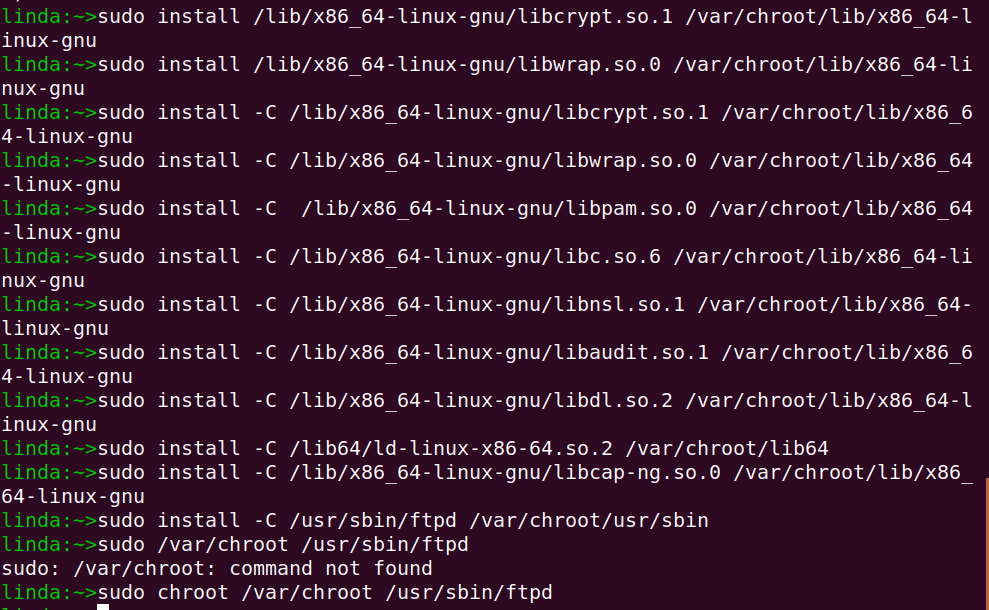 linda:~>sudo install /lib/x86_64-linux-gnu/libcrypt.so.1 /var/chroot/lib/x86_64-l
inux-gnu
linda:~>sudo install /lib/x86_64-linux-gnu/libwrap.so.0 /var/chroot/lib/x86_64-li
nux-gnu
linda:~>sudo install -C /lib/x86_64-linux-gnu/libcrypt.so.1 /var/chroot/lib/x86_6
4-linux-gnu
linda:~>sudo install -C /lib/x86_64-linux-gnu/libwrap.so.0 /var/chroot/lib/x86_64
-linux-gnu
linda:~>sudo install -C  /lib/x86_64-linux-gnu/libpam.so.0 /var/chroot/lib/x86_64
-linux-gnu
linda:~>sudo install -C /lib/x86_64-linux-gnu/libc.so.6 /var/chroot/lib/x86_64-li
nux-gnu
linda:~>sudo install -C /lib/x86_64-linux-gnu/libnsl.so.1 /var/chroot/lib/x86_64-
linux-gnu
linda:~>sudo install -C /lib/x86_64-linux-gnu/libaudit.so.1 /var/chroot/lib/x86_6
4-linux-gnu
linda:~>sudo install -C /lib/x86_64-linux-gnu/libdl.so.2 /var/chroot/lib/x86_64-l
inux-gnu
linda:~>sudo install -C /lib64/ld-linux-x86-64.so.2 /var/chroot/lib64
linda:~>sudo install -C /lib/x86_64-linux-gnu/libcap-ng.so.0 /var/chroot/lib/x86_
64-linux-gnu
linda:~>sudo install -C /usr/sbin/ftpd /var/chroot/usr/sbin
linda:~>sudo /var/chroot /usr/sbin/ftpd
sudo: /var/chroot: command not found
linda:~>sudo chroot /var/chroot /usr/sbin/ftpd